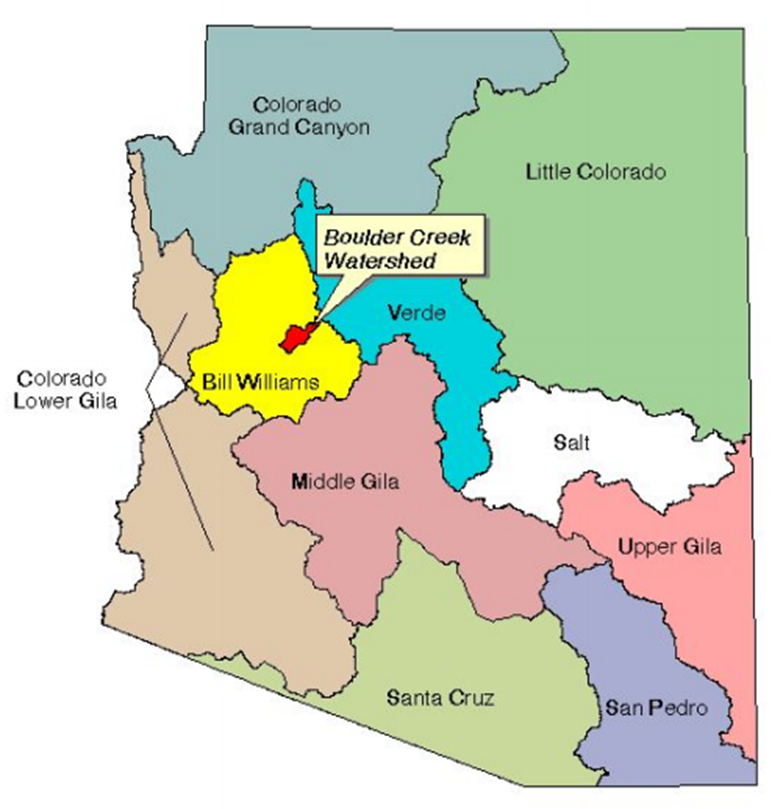 Colorado
Grand Canyon
Little Colorado
Boulder Creek
Watershed
Verde
Colorado
Lower Gila
Bill Williams
Salt
Middle Gila
Upper Gila
Santa Cruz
San Pedro